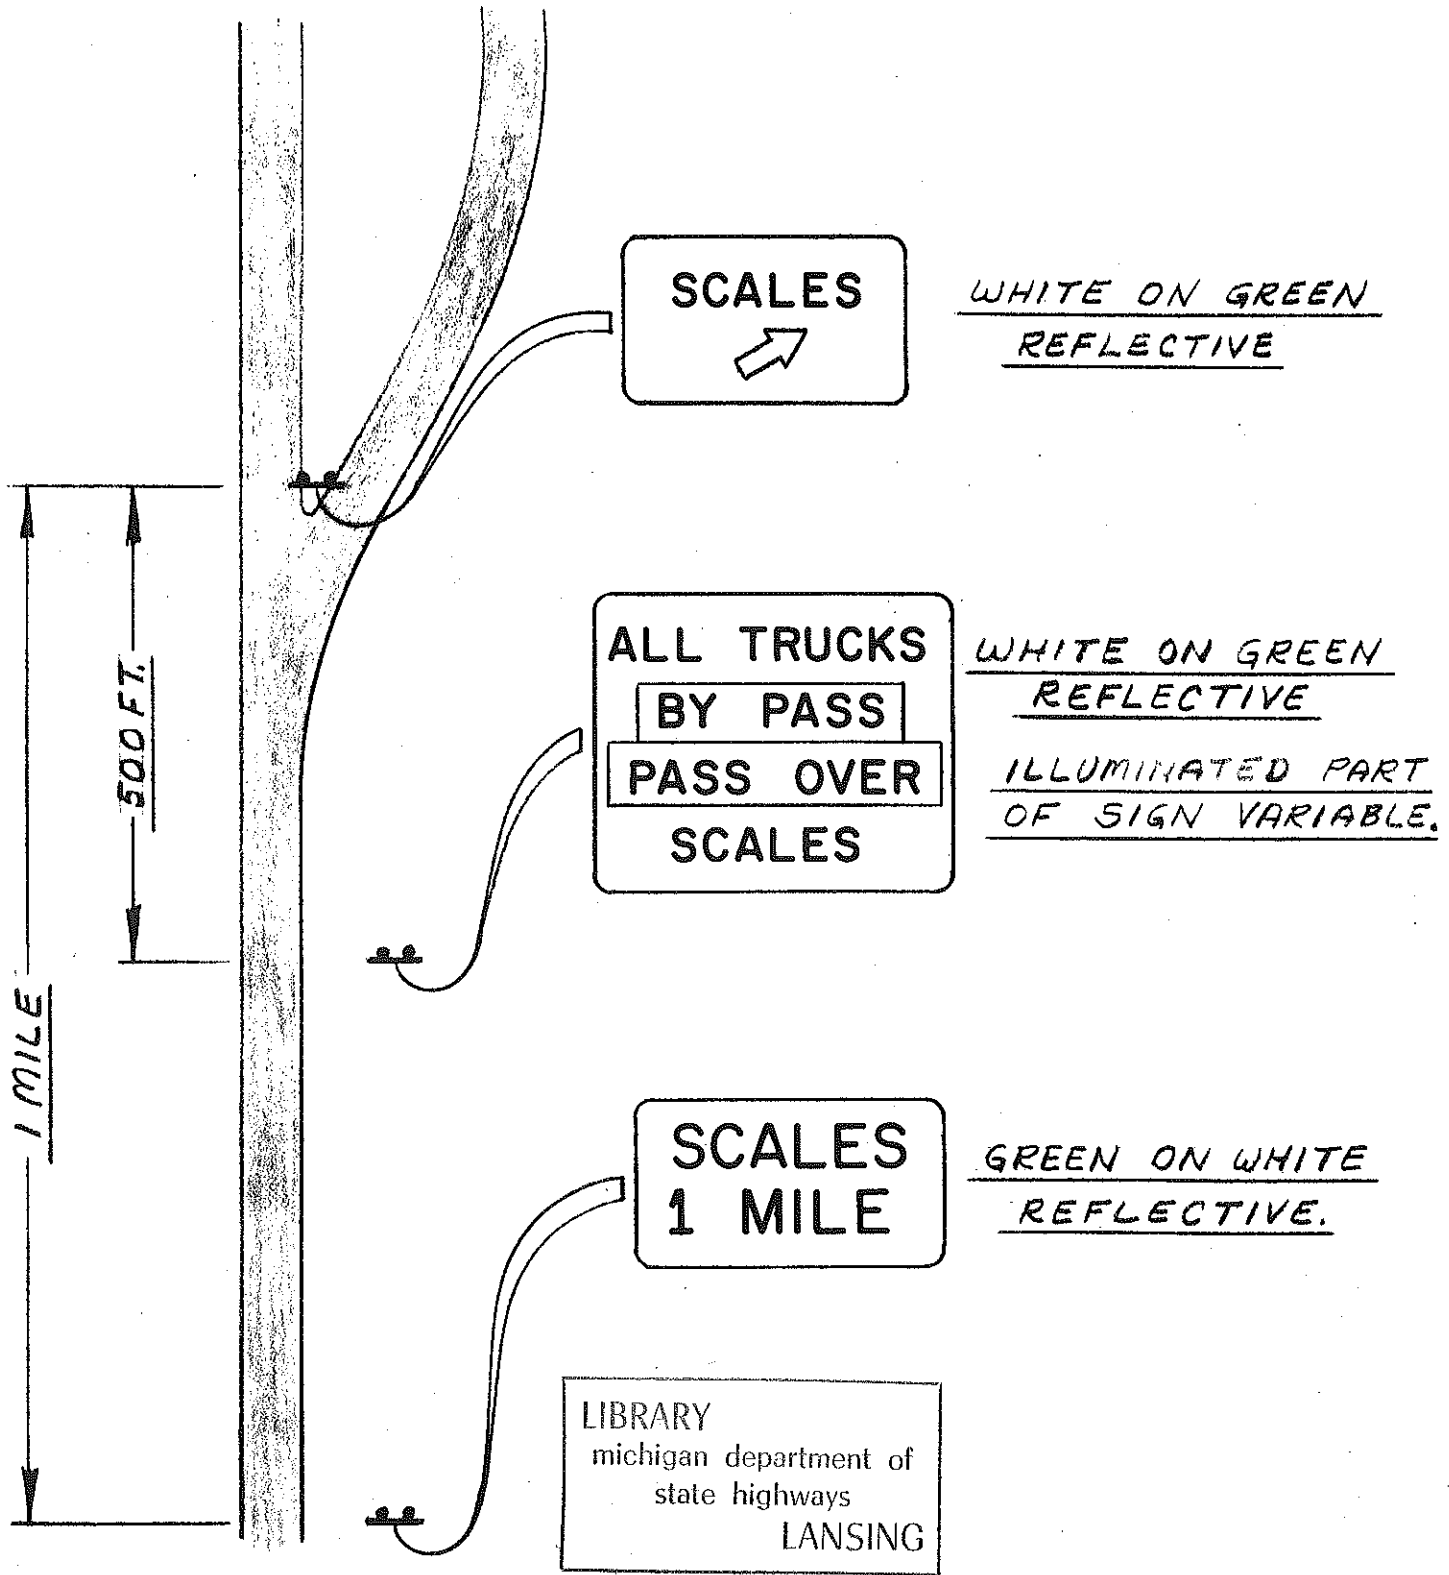 SCALES
WHITE ON GREEN
REFLECTIVE
500 FT.
1 MILE
ALL TRUCKS
BY PASS
PASS OVER
SCALES
WHITE ON GREEN
REFLECTIVE
ILLUMINATED PART
OF SIGN VARIABLE.
SCALES
1 MILE
GREEN ON WHITE
REFLECTIVE.
LIBRARY
michigan department of
state highways
LANSING